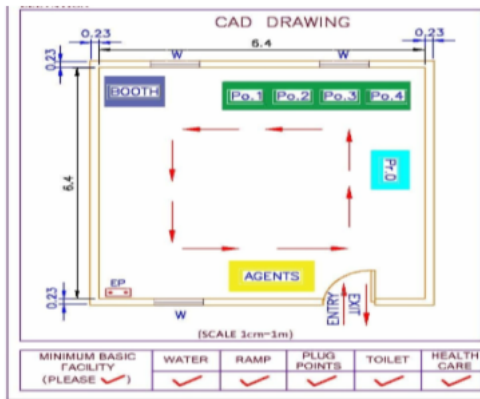 CAD DRAWING
0.23 6.4 0.23
0.23 W W
BOOTH Po.1 Po.2 Po.3 Po.4
Pr.O
6.4
AGENTS
EP
0.23
W ENTRY EXIT
(SCALE 1cm-1m)
MINIMUM BASIC FACILITY (PLEASE ✓) WATER RAMP PLUG POINTS TOILET HEALTH CARE
✓ ✓ ✓ ✓ ✓